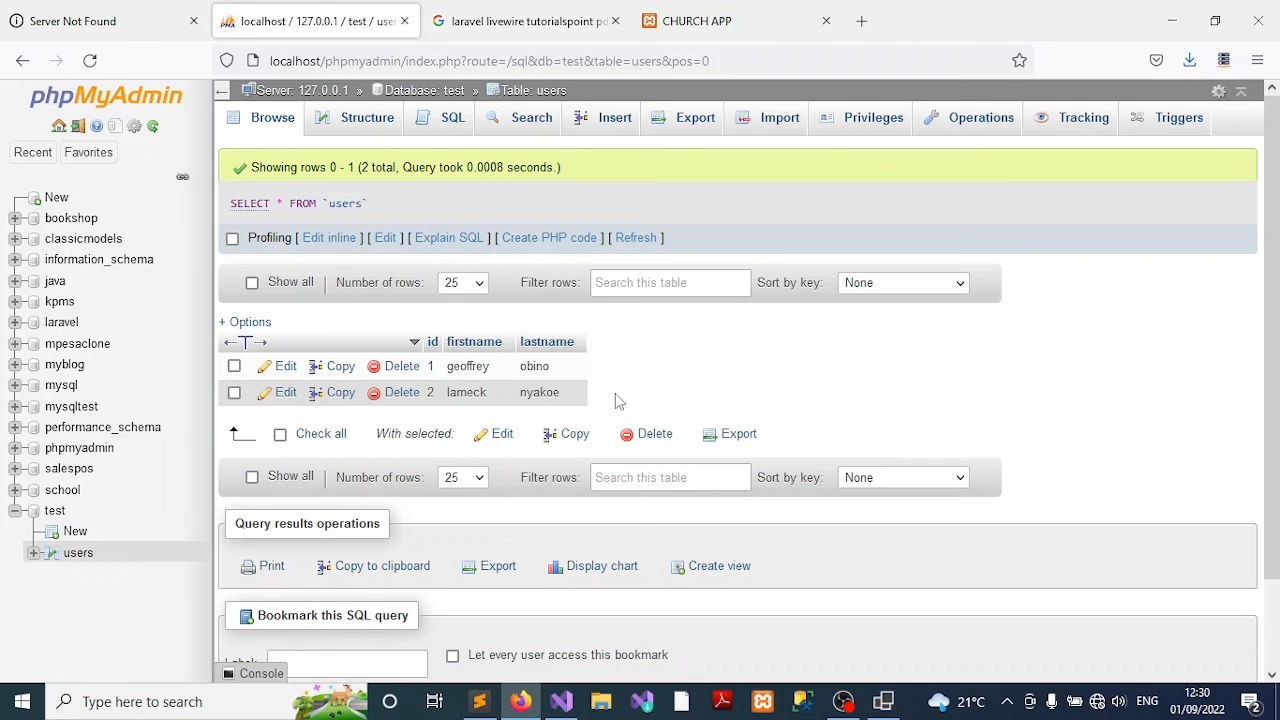 Server Not Found
localhost / 127.0.0.1 / test / use
laravel livewire tutorialspoint pd
CHURCH APP
localhost/phpmyadmin/index.php?route=/sql&db=test&table=users&pos=0
phpMyAdmin
Recent
Favorites
New
bookshop
classicmodels
information_schema
java
kpms
laravel
mpesaclone
myblog
mysql
mysqltest
performance_schema
phpmyadmin
salespos
school
test
New
users
Server: 127.0.0.1 » Database: test » Table: users
Browse Structure SQL Search Insert Export Import Privileges Operations Tracking Triggers
Showing rows 0 - 1 (2 total, Query took 0.0008 seconds.)
SELECT * FROM `users`
Profiling [ Edit inline ] [ Edit ] [ Explain SQL ] [ Create PHP code ] [ Refresh ]
Show all Number of rows: 25 Filter rows: Search this table Sort by key: None
+ Options
←T→ id firstname lastname
Edit Copy Delete 1 geoffrey obino
Edit Copy Delete 2 lameck nyakoe
Check all With selected: Edit Copy Delete Export
Show all Number of rows: 25 Filter rows: Search this table Sort by key: None
Query results operations
Print Copy to clipboard Export Display chart Create view
Bookmark this SQL query
Let every user access this bookmark
Console
Type here to search
21°C
ENG
12:30
01/09/2022
2